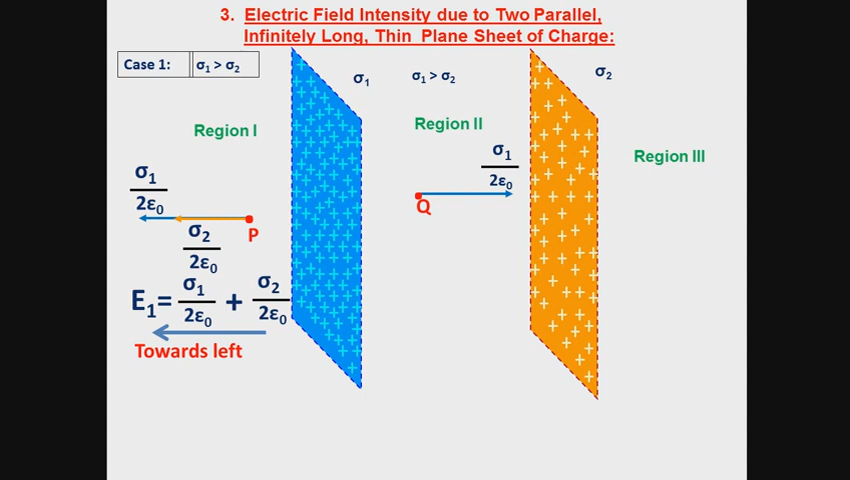 3. Electric Field Intensity due to Two Parallel,
Infinitely Long, Thin Plane Sheet of Charge:
Case 1: σ₁ > σ₂
σ₁
σ₁ > σ₂
σ₂
Region I
Region II
Region III
σ₁
2ε₀
P
σ₂
2ε₀
σ₁
2ε₀
Q
E₁= σ₁/2ε₀ + σ₂/2ε₀
Towards left